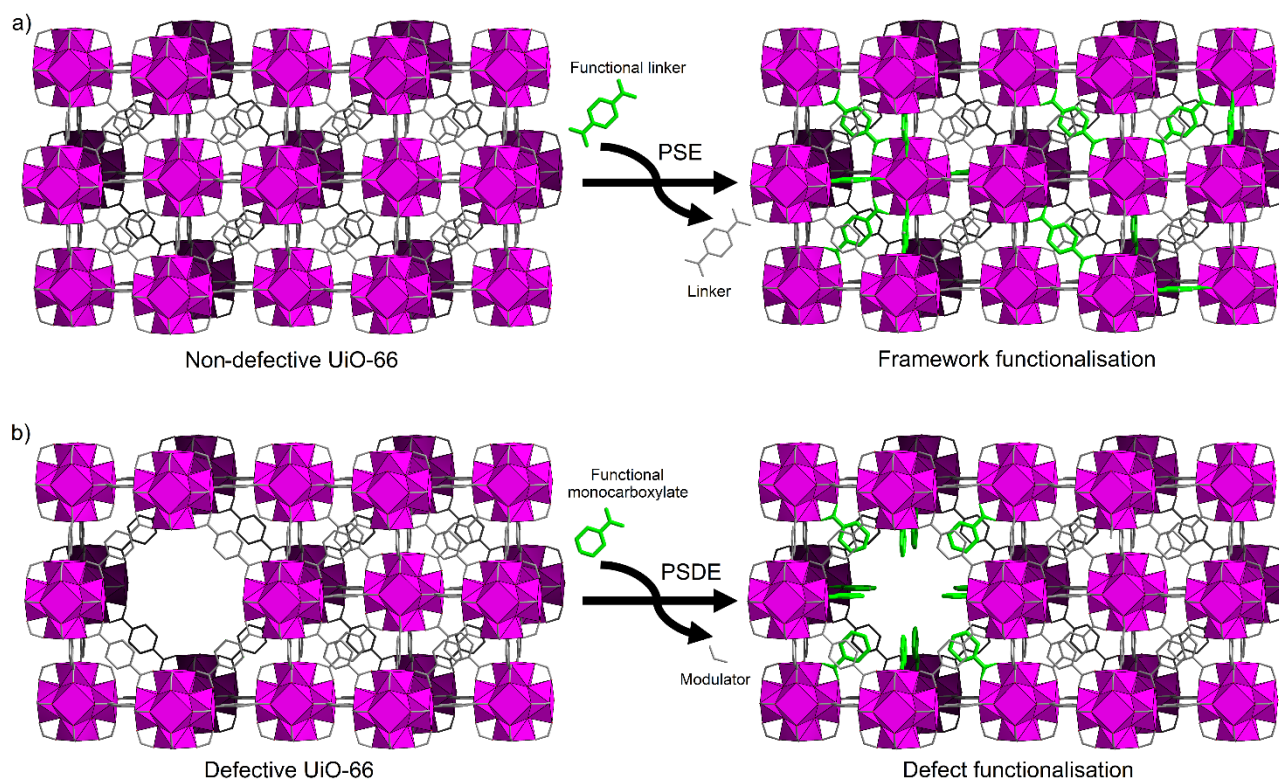 a)
Functional linker
PSE
Linker
Non-defective UiO-66
Framework functionalisation
b)
Functional
monocarboxylate
PSDE
Modulator
Defective UiO-66
Defect functionalisation